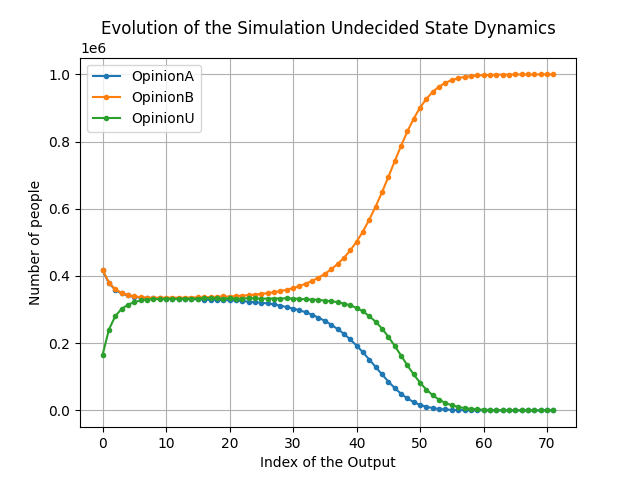 Evolution of the Simulation Undecided State Dynamics
1e6
1.0
0.8
0.6
0.4
0.2
0.0
Number of people
OpinionA
OpinionB
OpinionU
0 10 20 30 40 50 60 70
Index of the Output